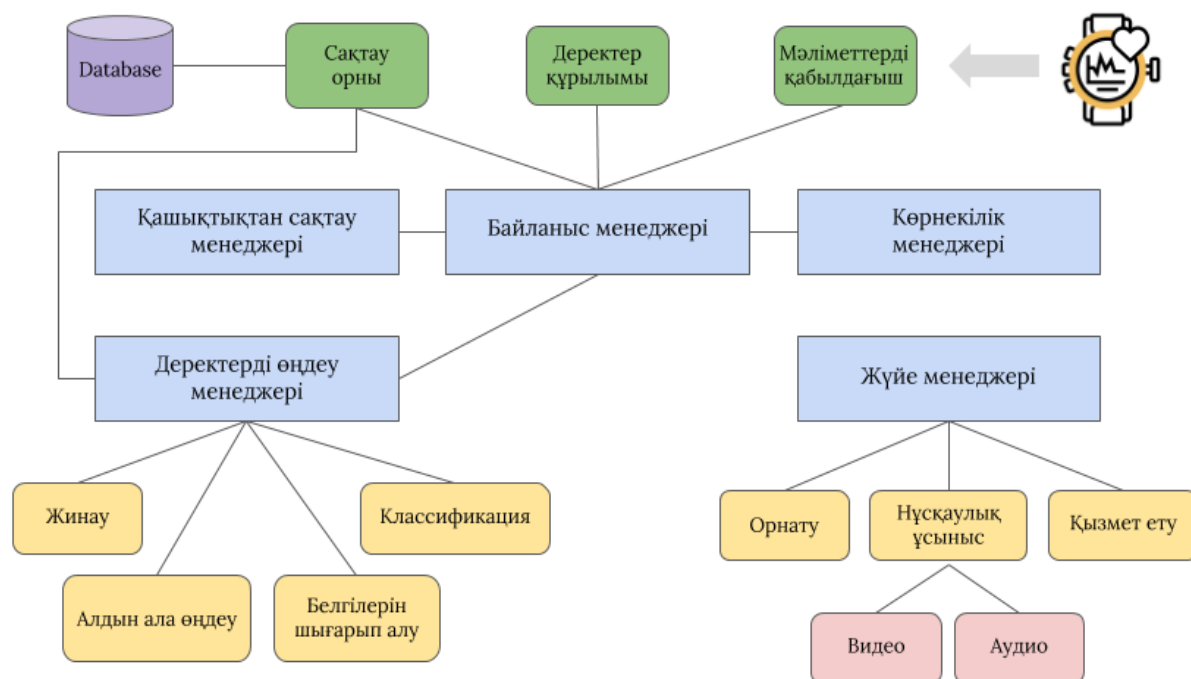 Database
Сақтау
орны
Деректер
құрылымы
Мәліметтерді
қабылдағыш
Қашықтықтан сақтау
менеджері
Байланыс менеджері
Көрнекілік
менеджері
Деректерді өңдеу
менеджері
Жүйе менеджері
Жинау
Классификация
Алдын ала өңдеу
Белгілерін
шығарып алу
Орнату
Нұсқаулық
ұсыныс
Қызмет ету
Видео
Аудио